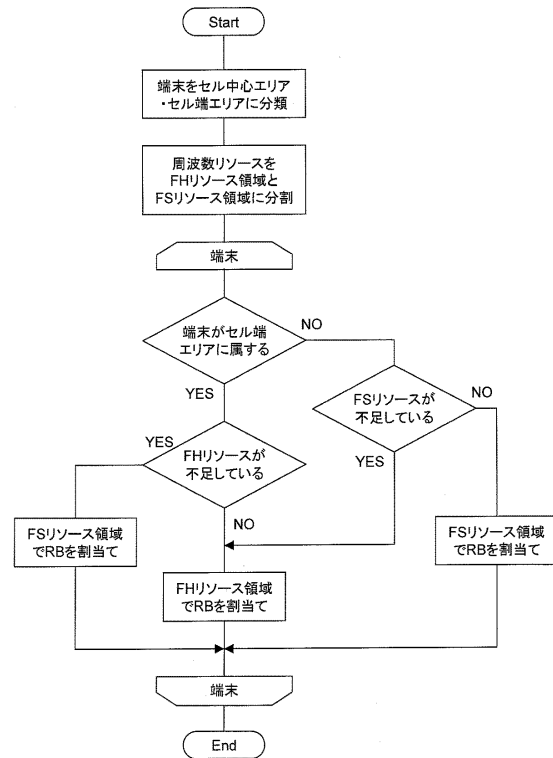 Start
端末をセル中心エリア
・セル端エリアに分類
周波数リソースを
FHリソース領域と
FSリソース領域に分割
端末
端末がセル端
エリアに属する
NO
YES
FSリソースが
不足している
NO
YES
YES
FHリソースが
不足している
NO
FSリソース領域
でRBを割当て
FHリソース領域
でRBを割当て
FSリソース領域
でRBを割当て
端末
End